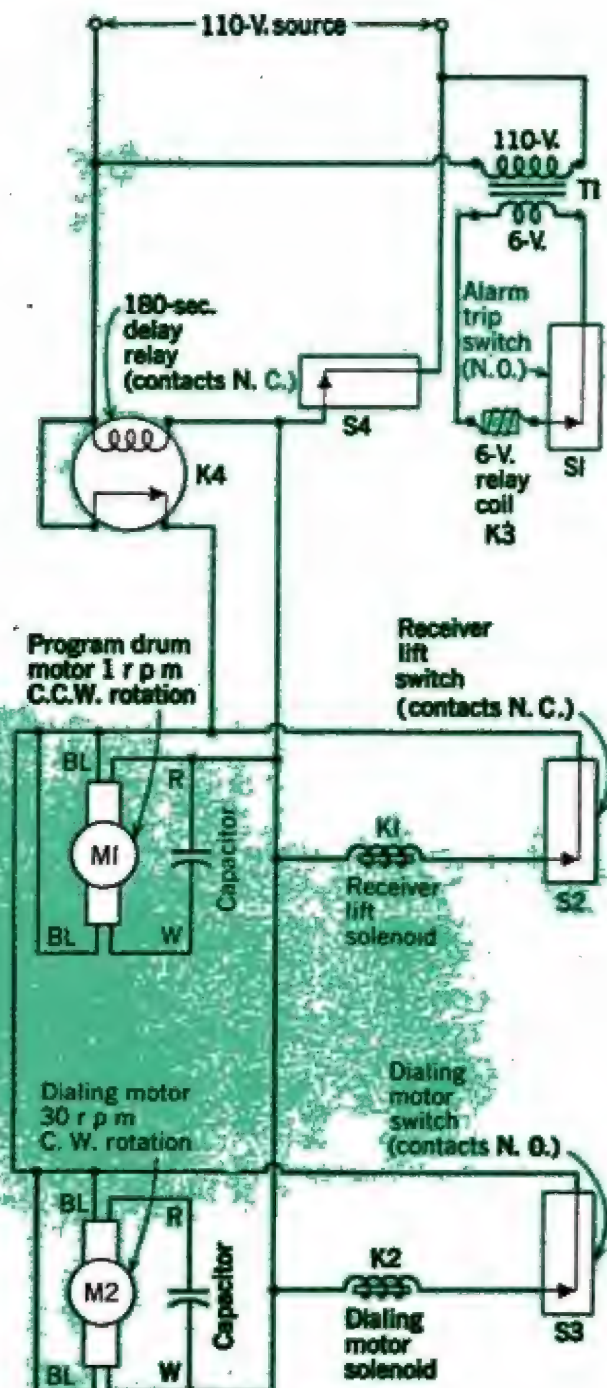 110-V. source
110-V.
T1
6-V.
Alarm
trip
switch
(N.O.)
S1
6-V.
relay
coil
K3
180-sec.
delay
relay
(contacts N. C.)
S4
K4
Program drum
motor 1 r p m
C.C.W. rotation
Receiver
lift
switch
(contacts N. C.)
BL
R
M1
Capacitor
BL
W
K1
Receiver
lift
solenoid
S2
Dialing motor
30 r p m
C. W. rotation
Dialing
motor
switch
(contacts N. O.)
BL
R
M2
Capacitor
BL
W
K2
Dialing
motor
solenoid
S3